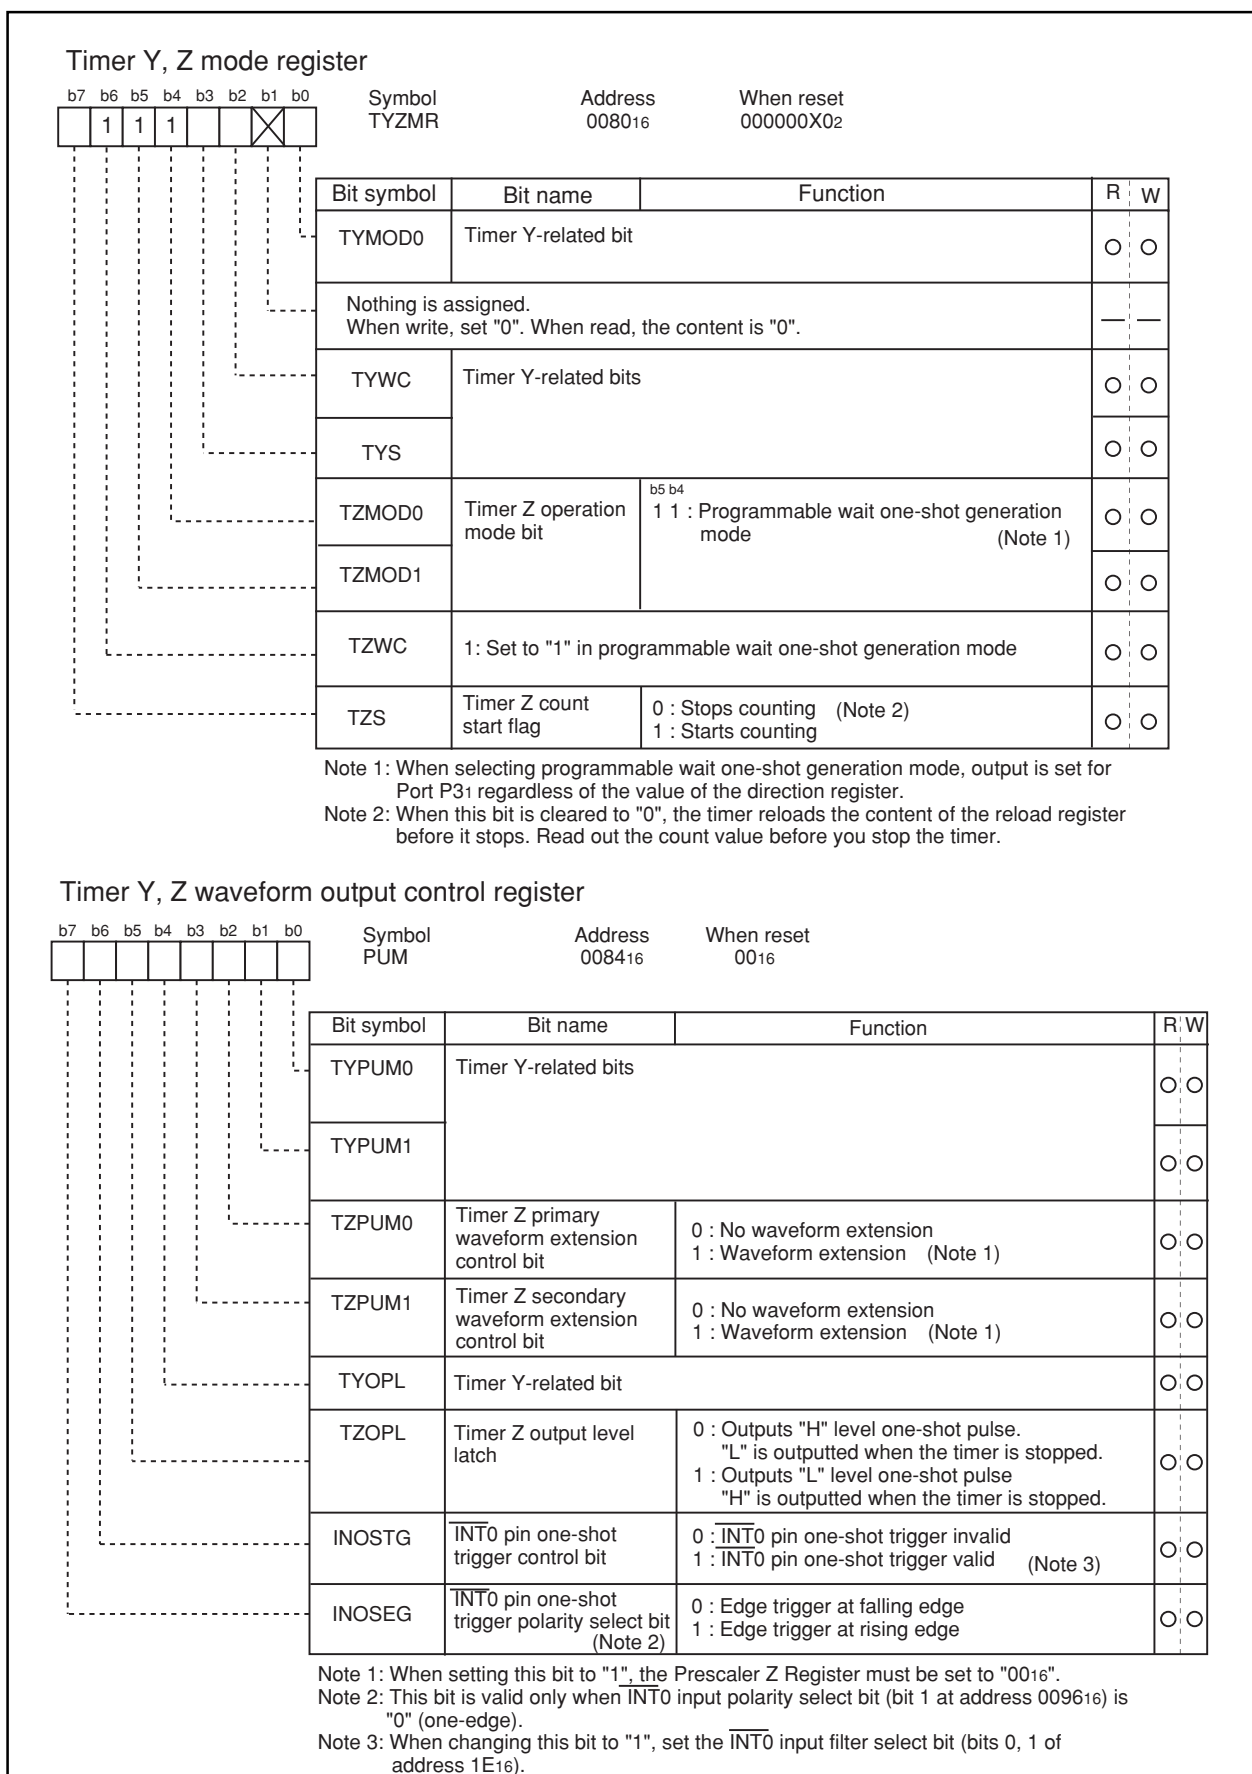 Timer Y, Z mode register
b7 b6 b5 b4 b3 b2 b1 b0
1 1 1
Symbol Address When reset
TYZMR 008016 000000X02
Bit symbol Bit name Function R W
TYMOD0 Timer Y-related bit
Nothing is assigned.
When write, set "0". When read, the content is "0".
TYWC Timer Y-related bits
TYS
TZMOD0 Timer Z operation
mode bit
b5 b4
1 1 : Programmable wait one-shot generation
mode (Note 1)
TZMOD1
TZWC 1: Set to "1" in programmable wait one-shot generation mode
TZS Timer Z count
start flag
0 : Stops counting (Note 2)
1 : Starts counting
Note 1: When selecting programmable wait one-shot generation mode, output is set for
Port P31 regardless of the value of the direction register.
Note 2: When this bit is cleared to "0", the timer reloads the content of the reload register
before it stops. Read out the count value before you stop the timer.
Timer Y, Z waveform output control register
b7 b6 b5 b4 b3 b2 b1 b0
Symbol Address When reset
PUM 008416 0016
Bit symbol Bit name Function R W
TYPUM0 Timer Y-related bits
TYPUM1
TZPUM0 Timer Z primary
waveform extension
control bit
0 : No waveform extension
1 : Waveform extension (Note 1)
TZPUM1 Timer Z secondary
waveform extension
control bit
0 : No waveform extension
1 : Waveform extension (Note 1)
TYOPL Timer Y-related bit
TZOPL Timer Z output level
latch
0 : Outputs "H" level one-shot pulse.
"L" is outputted when the timer is stopped.
1 : Outputs "L" level one-shot pulse
"H" is outputted when the timer is stopped.
INOSTG INT0 pin one-shot
trigger control bit
0 : INT0 pin one-shot trigger invalid
1 : INT0 pin one-shot trigger valid (Note 3)
INOSEG INT0 pin one-shot
trigger polarity select bit
(Note 2)
0 : Edge trigger at falling edge
1 : Edge trigger at rising edge
Note 1: When setting this bit to "1", the Prescaler Z Register must be set to "0016".
Note 2: This bit is valid only when INT0 input polarity select bit (bit 1 at address 009616) is
"0" (one-edge).
Note 3: When changing this bit to "1", set the INT0 input filter select bit (bits 0, 1 of
address 1E16).